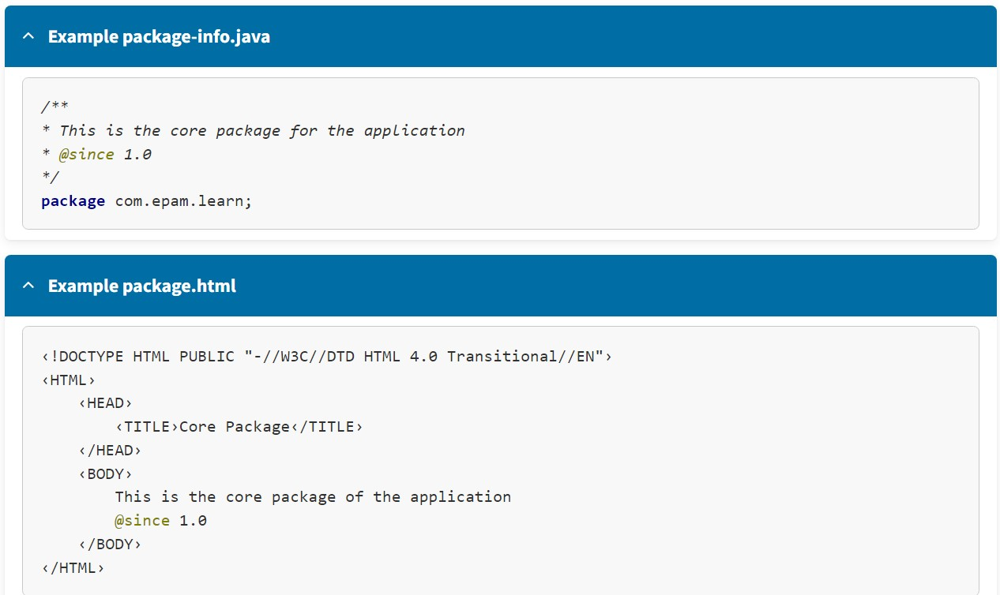 Example package-info.java
/**
* This is the core package for the application
* @since 1.0
*/
package com.epam.learn;
Example package.html
‹!DOCTYPE HTML PUBLIC "-//W3C//DTD HTML 4.0 Transitional//EN"›
‹HTML›
‹HEAD›
‹TITLE›Core Package‹/TITLE›
‹/HEAD›
‹BODY›
This is the core package of the application
@since 1.0
‹/BODY›
‹/HTML›